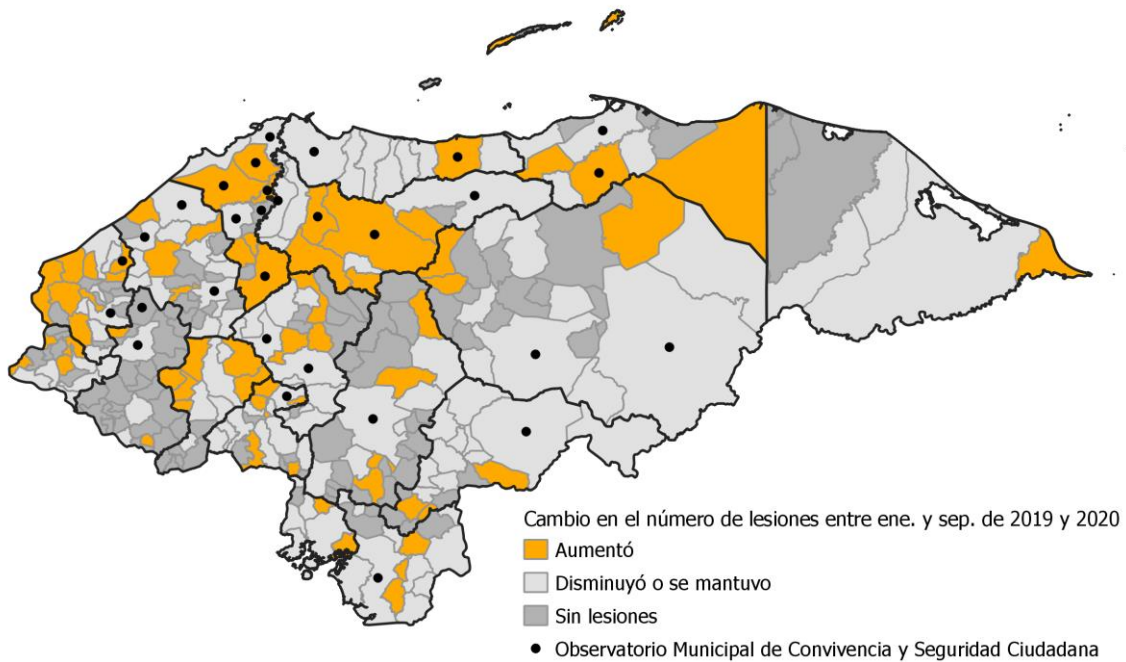 Cambio en el número de lesiones entre ene. y sep. de 2019 y 2020
Aumentó
Disminuyó o se mantuvo
Sin lesiones
Observatorio Municipal de Convivencia y Seguridad Ciudadana